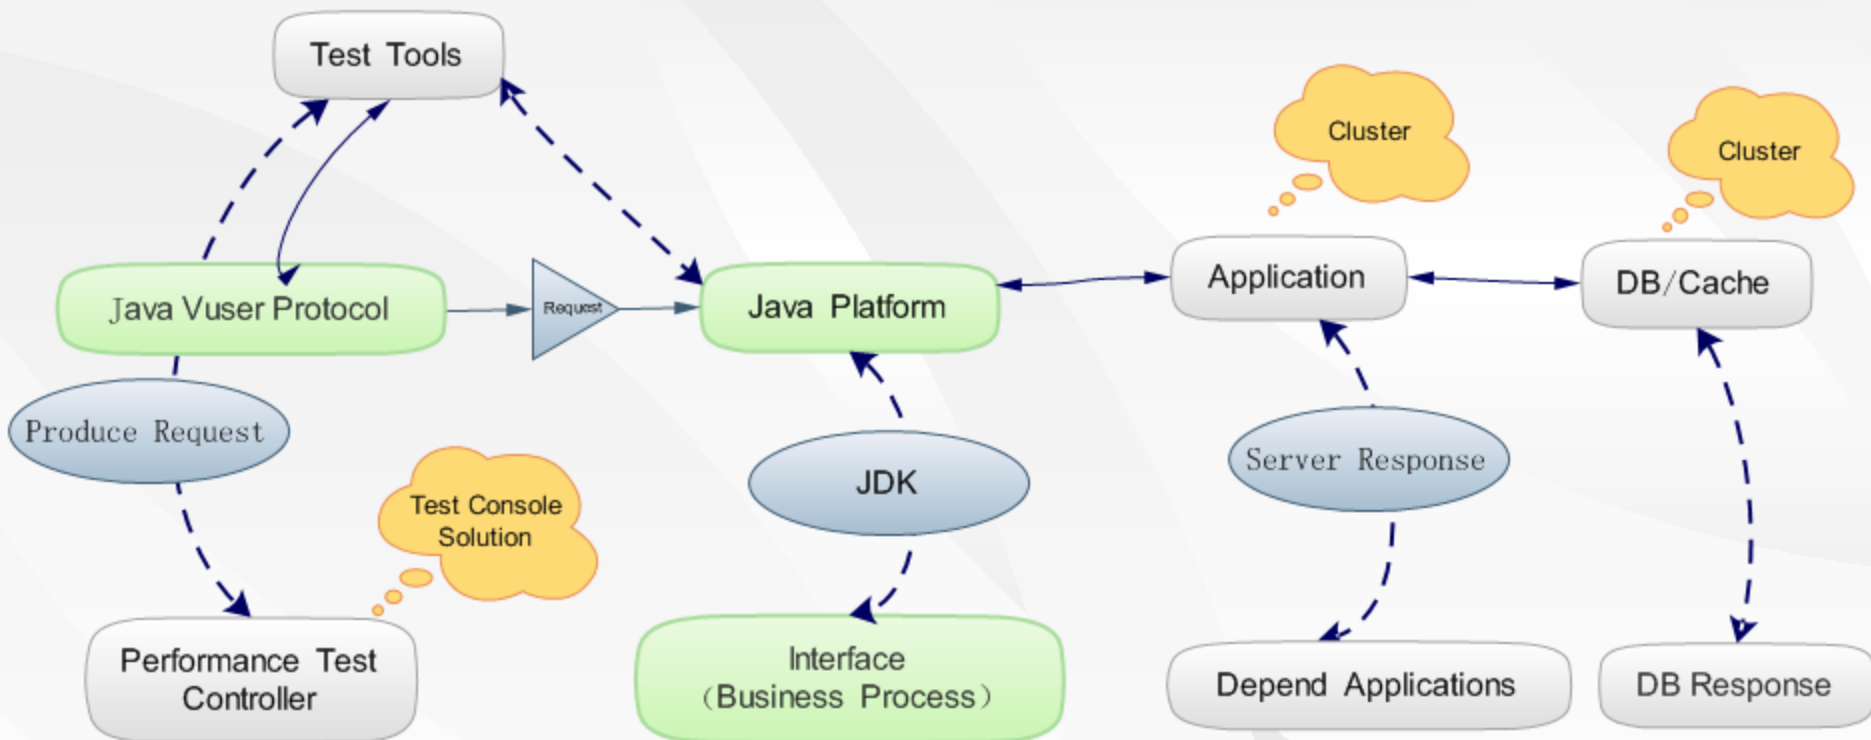 Test Tools
Cluster
Cluster
Java Vuser Protocol
Request
Java Platform
Application
DB/Cache
Produce Request
Test Console
Solution
JDK
Server Response
Performance Test
Controller
Interface
（Business Process）
Depend Applications
DB Response